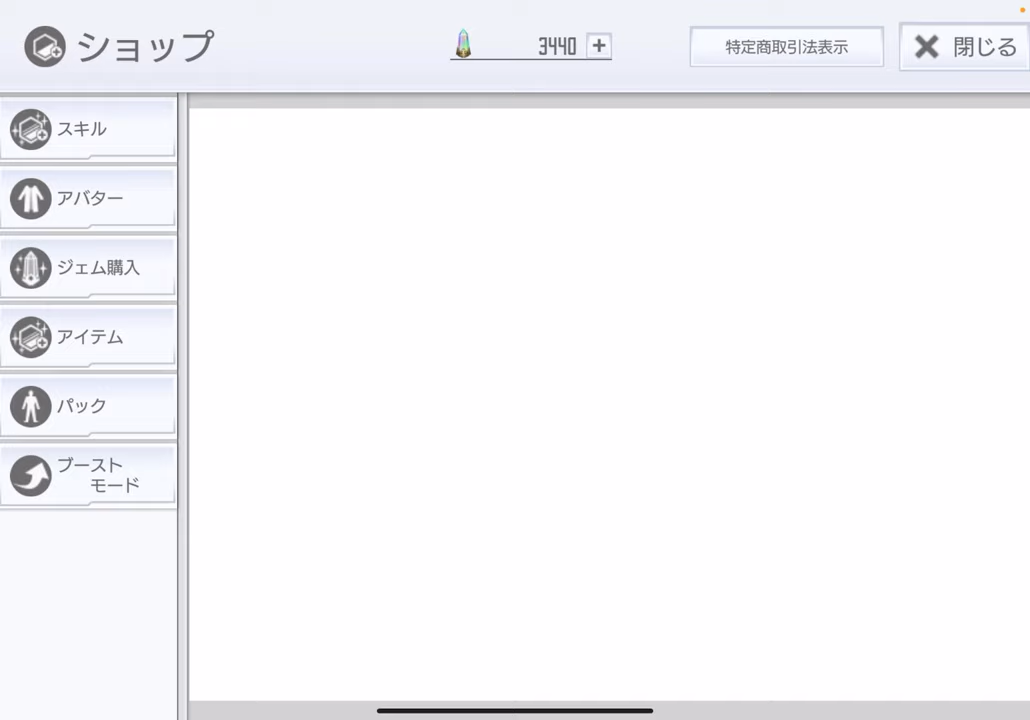 ショップ
3440
特定商取引法表示
閉じる
スキル
アバター
ジェム購入
アイテム
パック
ブースト
モード